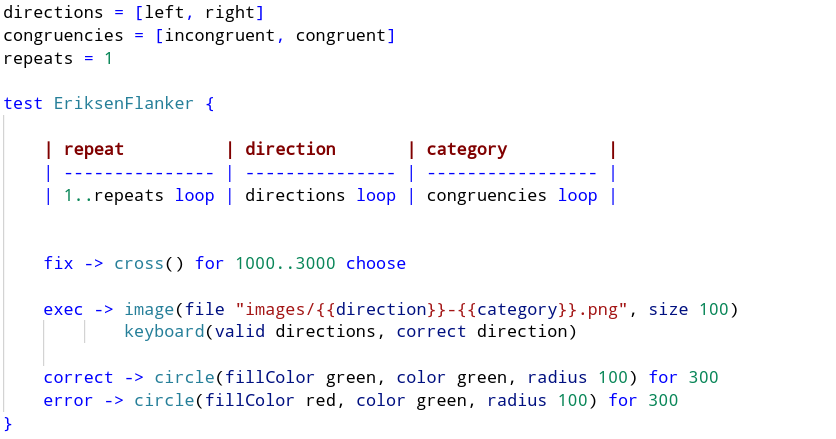 directions = [left, right]
congruencies = [incongruent, congruent]
repeats = 1
test EriksenFlanker {
| repeat | direction | category |
| --------------- | --------------- | ----------------- |
| 1..repeats loop | directions loop | congruencies loop |
fix -> cross() for 1000..3000 choose
exec -> image(file "images/{{direction}}-{{category}}.png", size 100)
keyboard(valid directions, correct direction)
correct -> circle(fillColor green, color green, radius 100) for 300
error -> circle(fillColor red, color green, radius 100) for 300
}